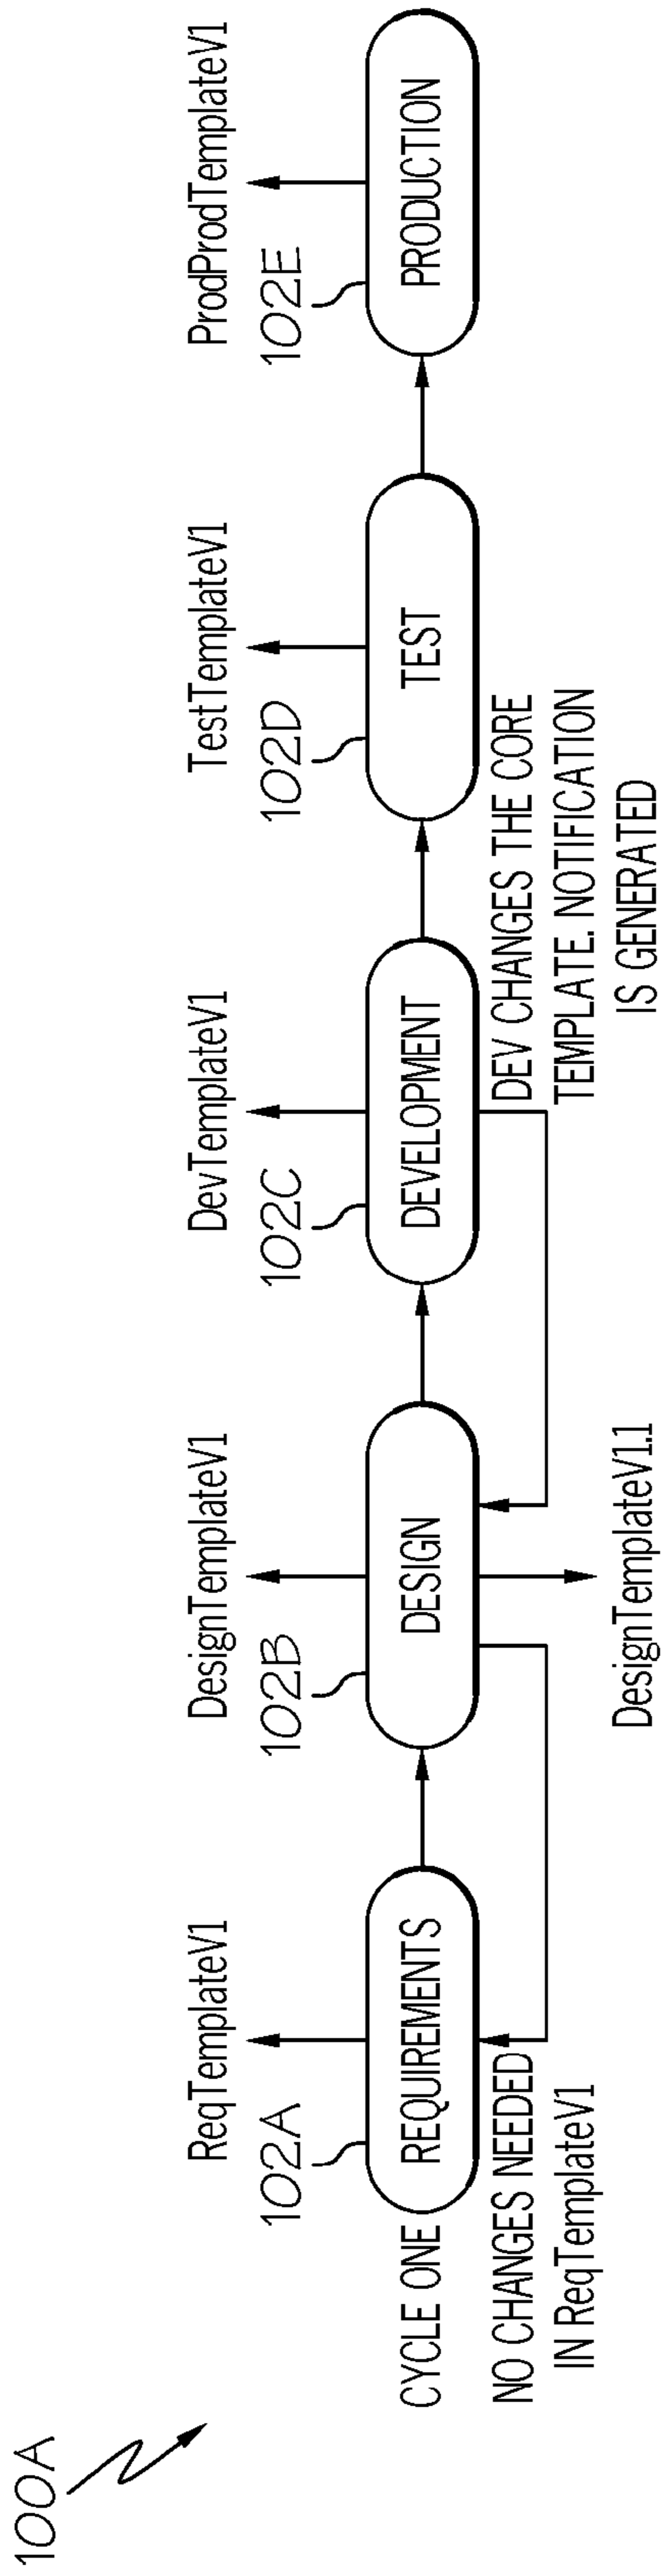 100A
ReqTemplateV1
DesignTemplateV1
DevTemplateV1
TestTemplateV1
ProdProdTemplateV1
102A
102B
102C
102D
102E
CYCLE ONE
REQUIREMENTS
DESIGN
DEVELOPMENT
TEST
PRODUCTION
NO CHANGES NEEDED
IN ReqTemplateV1
DEV CHANGES THE CORE
TEMPLATE. NOTIFICATION
IS GENERATED
DesignTemplateV1.1